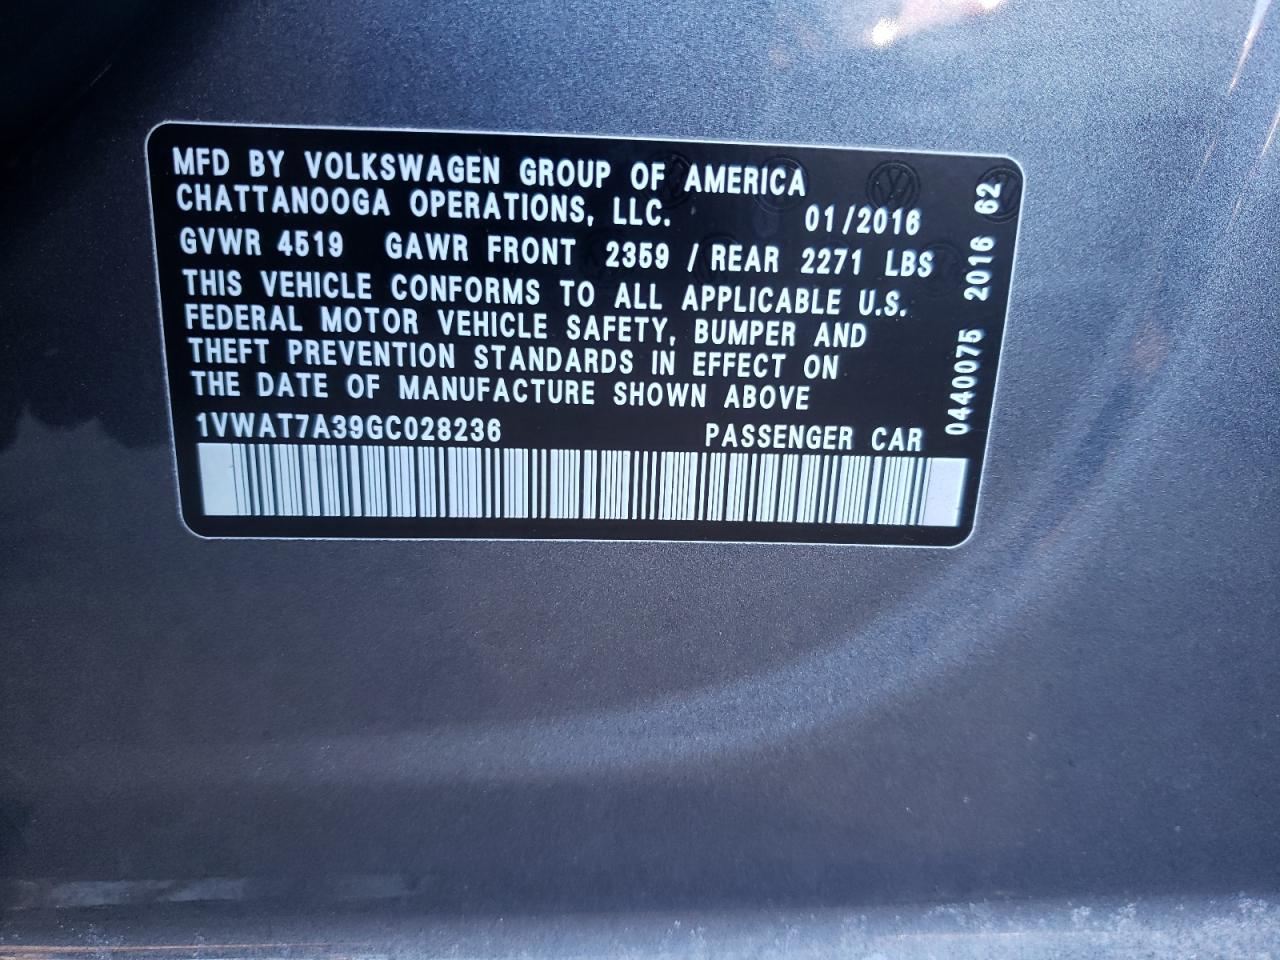 MFD BY VOLKSWAGEN GROUP OF AMERICA
CHATTANOOGA OPERATIONS, LLC. 01/2016
GVWR 4519 GAWR FRONT 2359 / REAR 2271 LBS
THIS VEHICLE CONFORMS TO ALL APPLICABLE U.S.
FEDERAL MOTOR VEHICLE SAFETY, BUMPER AND
THEFT PREVENTION STANDARDS IN EFFECT ON
THE DATE OF MANUFACTURE SHOWN ABOVE
1VWAT7A39GC028236 PASSENGER CAR
0440075 2016 62